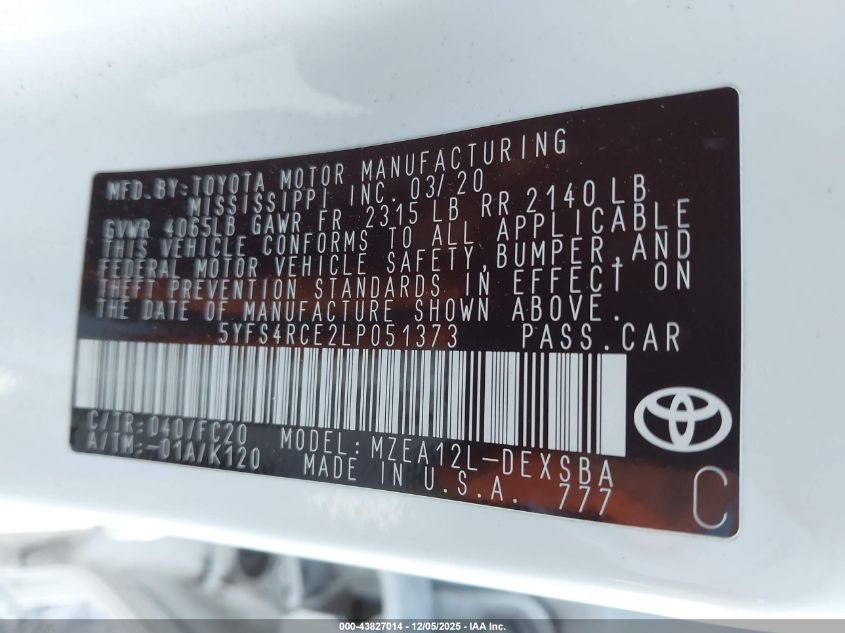 MFD.BY:TOYOTA MOTOR MANUFACTURING
MISSISSIPPI INC. 03/20
GVWR 4065LB GAWR FR 2315 LB RR 2140 LB
THIS VEHICLE CONFORMS TO ALL APPLICABLE
FEDERAL MOTOR VEHICLE SAFETY,BUMPER,AND
THEFT PREVENTION STANDARDS IN EFFECT ON
THE DATE OF MANUFACTURE SHOWN ABOVE.
5YFS4RCE2LP051373 PASS.CAR
C/TR:040/FC20 MODEL:MZEA12L-DEXSBA
A/TM:-01A/K120 MADE IN U.S.A. 777
C
000-43827014 - 12/05/2025 - IAA Inc.